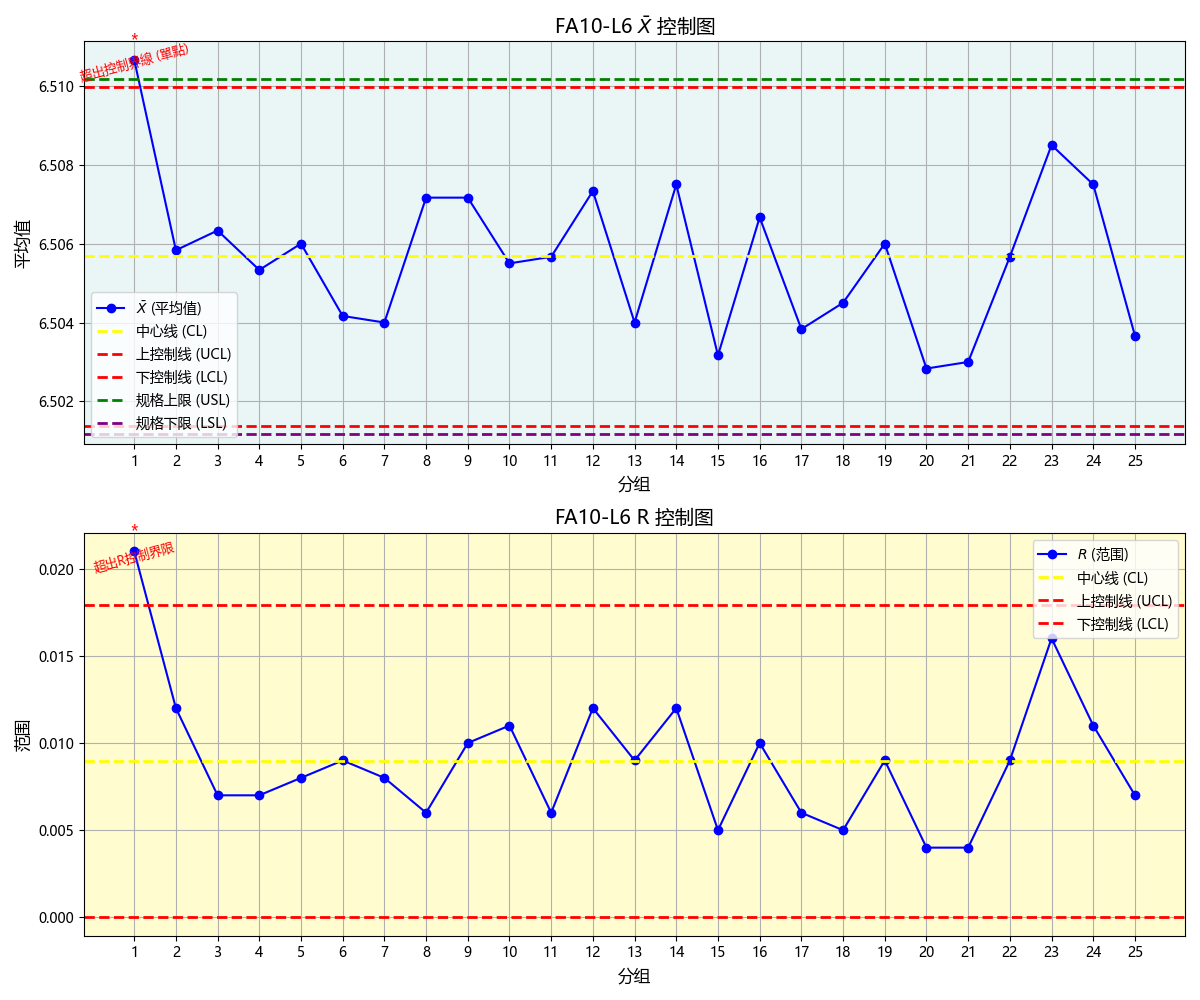 FA10-L6 X̄ 控制图
*
超出控制界線 (單點)
6.510
6.508
6.506
6.504
6.502
平均值
X̄ (平均值)
中心线 (CL)
上控制线 (UCL)
下控制线 (LCL)
规格上限 (USL)
规格下限 (LSL)
1 2 3 4 5 6 7 8 9 10 11 12 13 14 15 16 17 18 19 20 21 22 23 24 25
分组
FA10-L6 R 控制图
*
超出R控制界限
0.020
0.015
0.010
0.005
0.000
范围
R (范围)
中心线 (CL)
上控制线 (UCL)
下控制线 (LCL)
1 2 3 4 5 6 7 8 9 10 11 12 13 14 15 16 17 18 19 20 21 22 23 24 25
分组